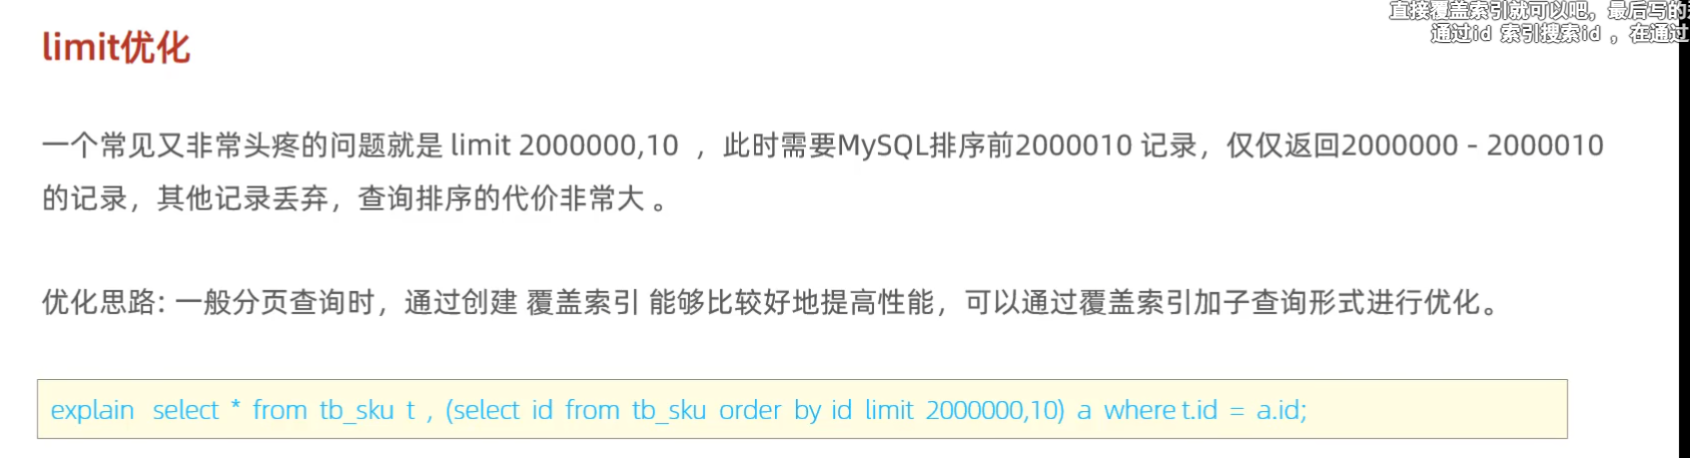 直接覆盖索引就可以吧，最后写的
通过id 索引搜索id ，在通过
limit优化
一个常见又非常头疼的问题就是 limit 2000000,10 ，此时需要MySQL排序前2000010 记录，仅仅返回2000000 - 2000010
的记录，其他记录丢弃，查询排序的代价非常大 。
优化思路: 一般分页查询时，通过创建 覆盖索引 能够比较好地提高性能，可以通过覆盖索引加子查询形式进行优化。
explain select * from tb_sku t , (select id from tb_sku order by id limit 2000000,10) a where t.id = a.id;